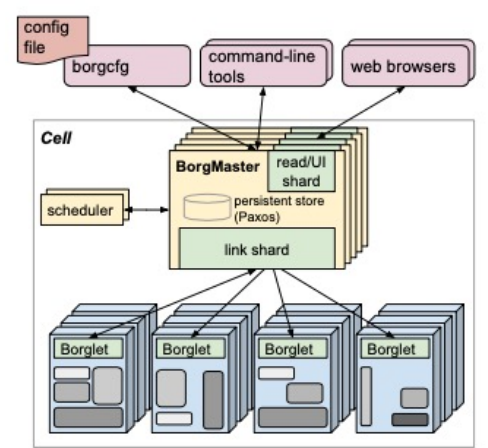 config
file
borgcfg
command-line
tools
web browsers
Cell
BorgMaster
read/UI
shard
persistent store
(Paxos)
scheduler
link shard
Borglet
Borglet
Borglet
Borglet